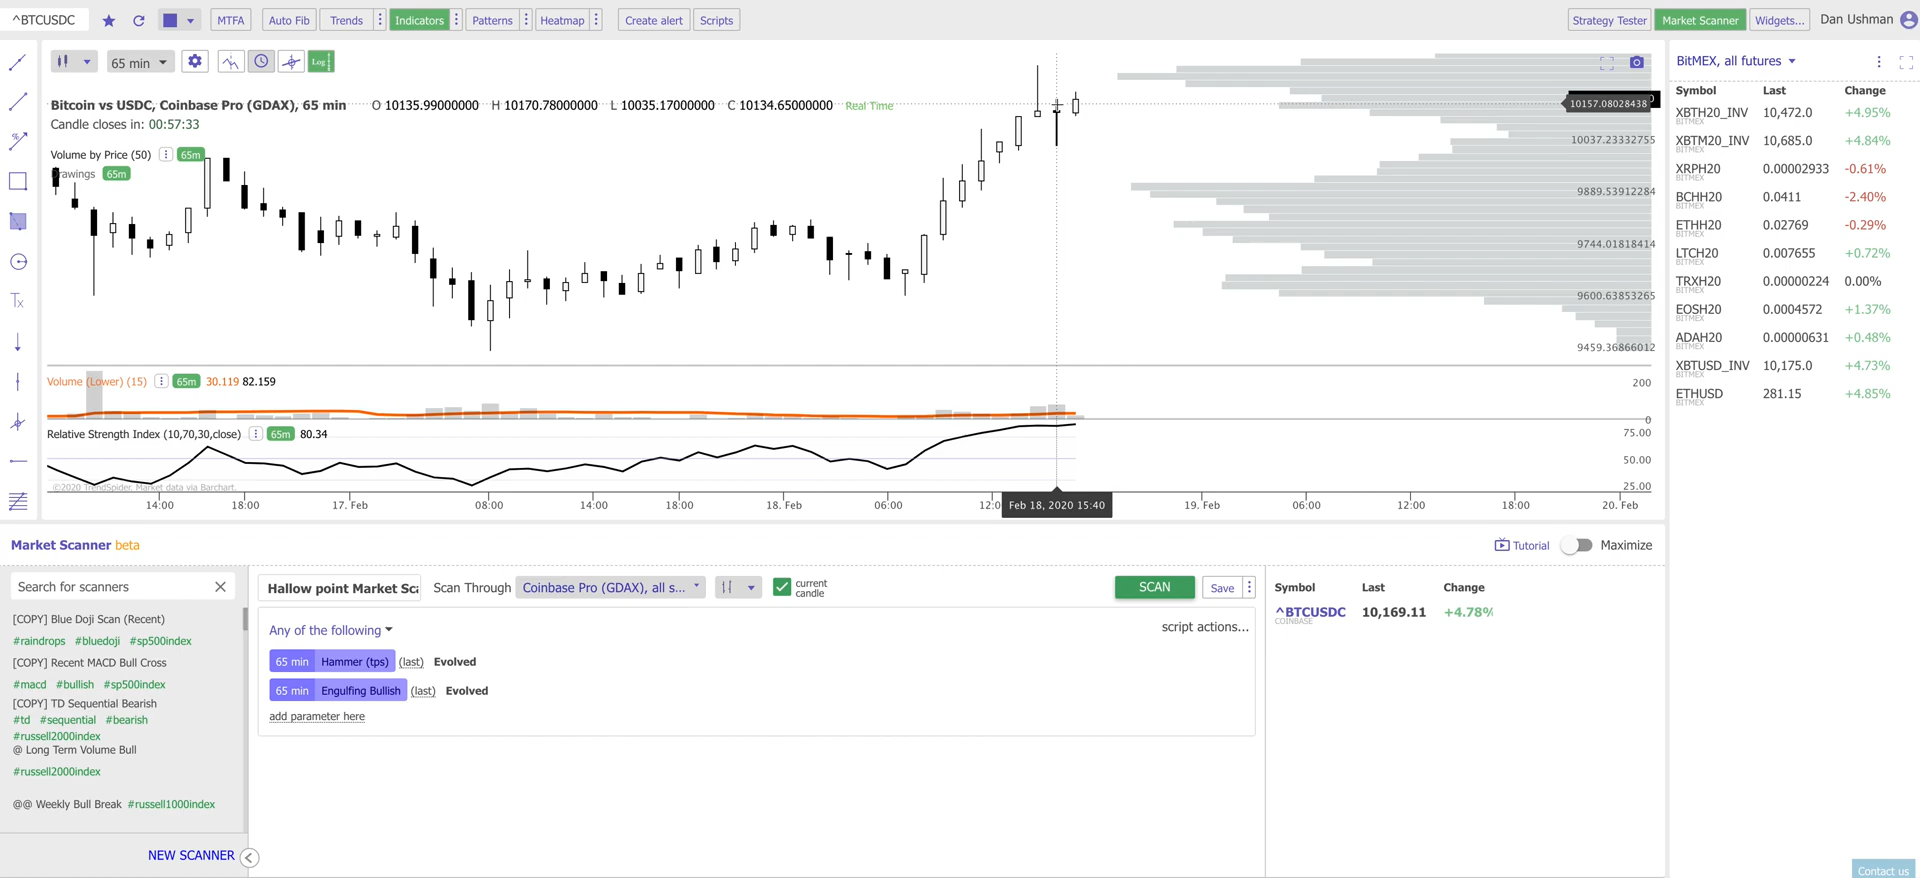 ^BTCUSDC MTFA Auto Fib Trends Indicators Patterns Heatmap Create alert Scripts Strategy Tester Market Scanner Widgets... Dan Ushman
65 min Log
Bitcoin vs USDC, Coinbase Pro (GDAX), 65 min O 10135.99000000 H 10170.78000000 L 10035.17000000 C 10134.65000000 Real Time
Candle closes in: 00:57:33
Volume by Price (50) 65m
Drawings 65m
10157.08028438
10037.23332755
9889.53912284
9744.01818414
9600.63853265
9459.36866012
Volume (Lower) (15) 65m 30.119 82.159
200
0
Relative Strength Index (10,70,30,close) 65m 80.34
75.00
50.00
25.00
©2020 TrendSpider. Market data via Barchart.
14:00 18:00 17. Feb 08:00 14:00 18:00 18. Feb 06:00 12:0 Feb 18, 2020 15:40 19. Feb 06:00 12:00 18:00 20. Feb
BitMEX, all futures
Symbol Last Change
XBTH20_INV 10,472.0 +4.95%
BITMEX
XBTM20_INV 10,685.0 +4.84%
BITMEX
XRPH20 0.00002933 -0.61%
BITMEX
BCHH20 0.0411 -2.40%
BITMEX
ETHH20 0.02769 -0.29%
BITMEX
LTCH20 0.007655 +0.72%
BITMEX
TRXH20 0.00000224 0.00%
BITMEX
EOSH20 0.0004572 +1.37%
BITMEX
ADAH20 0.00000631 +0.48%
BITMEX
XBTUSD_INV 10,175.0 +4.73%
BITMEX
ETHUSD 281.15 +4.85%
BITMEX
Market Scanner beta
Tutorial Maximize
Search for scanners
[COPY] Blue Doji Scan (Recent)
#raindrops #bluedoji #sp500index
[COPY] Recent MACD Bull Cross
#macd #bullish #sp500index
[COPY] TD Sequential Bearish
#td #sequential #bearish
#russell2000index
@ Long Term Volume Bull
#russell2000index
@@ Weekly Bull Break #russell1000index
NEW SCANNER
Hallow point Market Sca Scan Through Coinbase Pro (GDAX), all s... current
candle
SCAN Save
Any of the following
script actions...
65 min Hammer (tps) (last) Evolved
65 min Engulfing Bullish (last) Evolved
add parameter here
Symbol Last Change
^BTCUSDC 10,169.11 +4.78%
COINBASE
Contact us